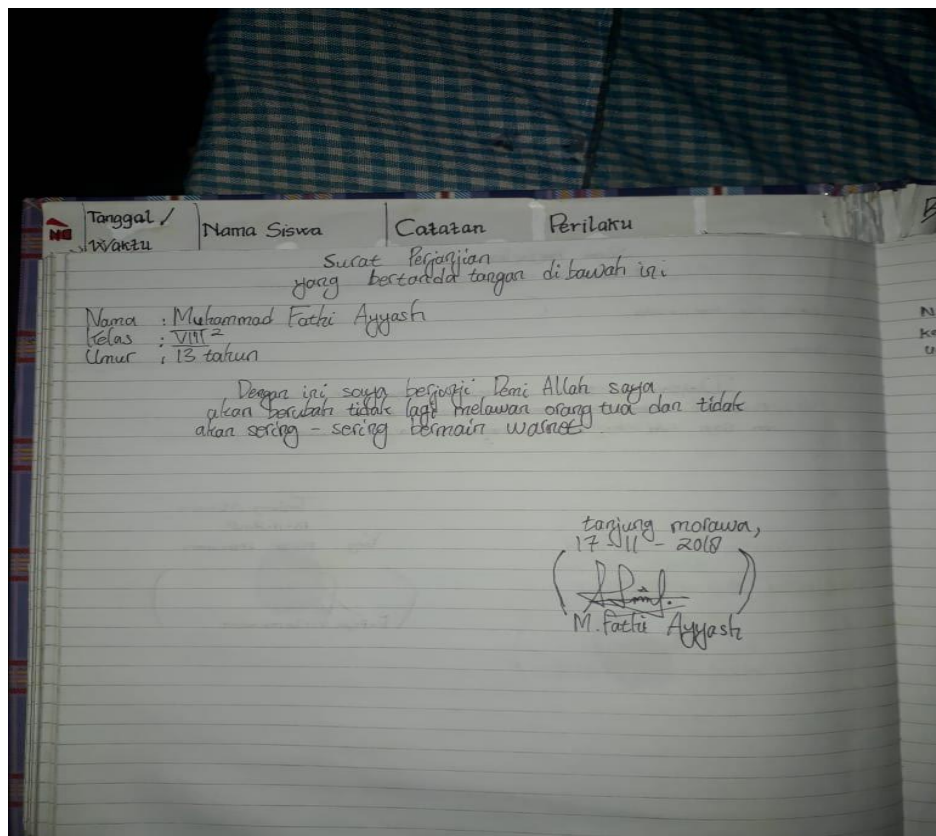 Tanggal / Waktu
Nama Siswa
Catatan Perilaku
Surat Perjanjian
yang bertanda tangan di bawah ini
Nama : Muhammad Fathi Ayyash
Kelas : VIII²
Umur : 13 tahun
Dengan ini saya berjanji Demi Allah saya
akan berubah tidak lagi melawan orang tua dan tidak
akan sering - sering bermain warnet.
tanjung morawa,
17 - 11 - 2018
M. Fathi Ayyash